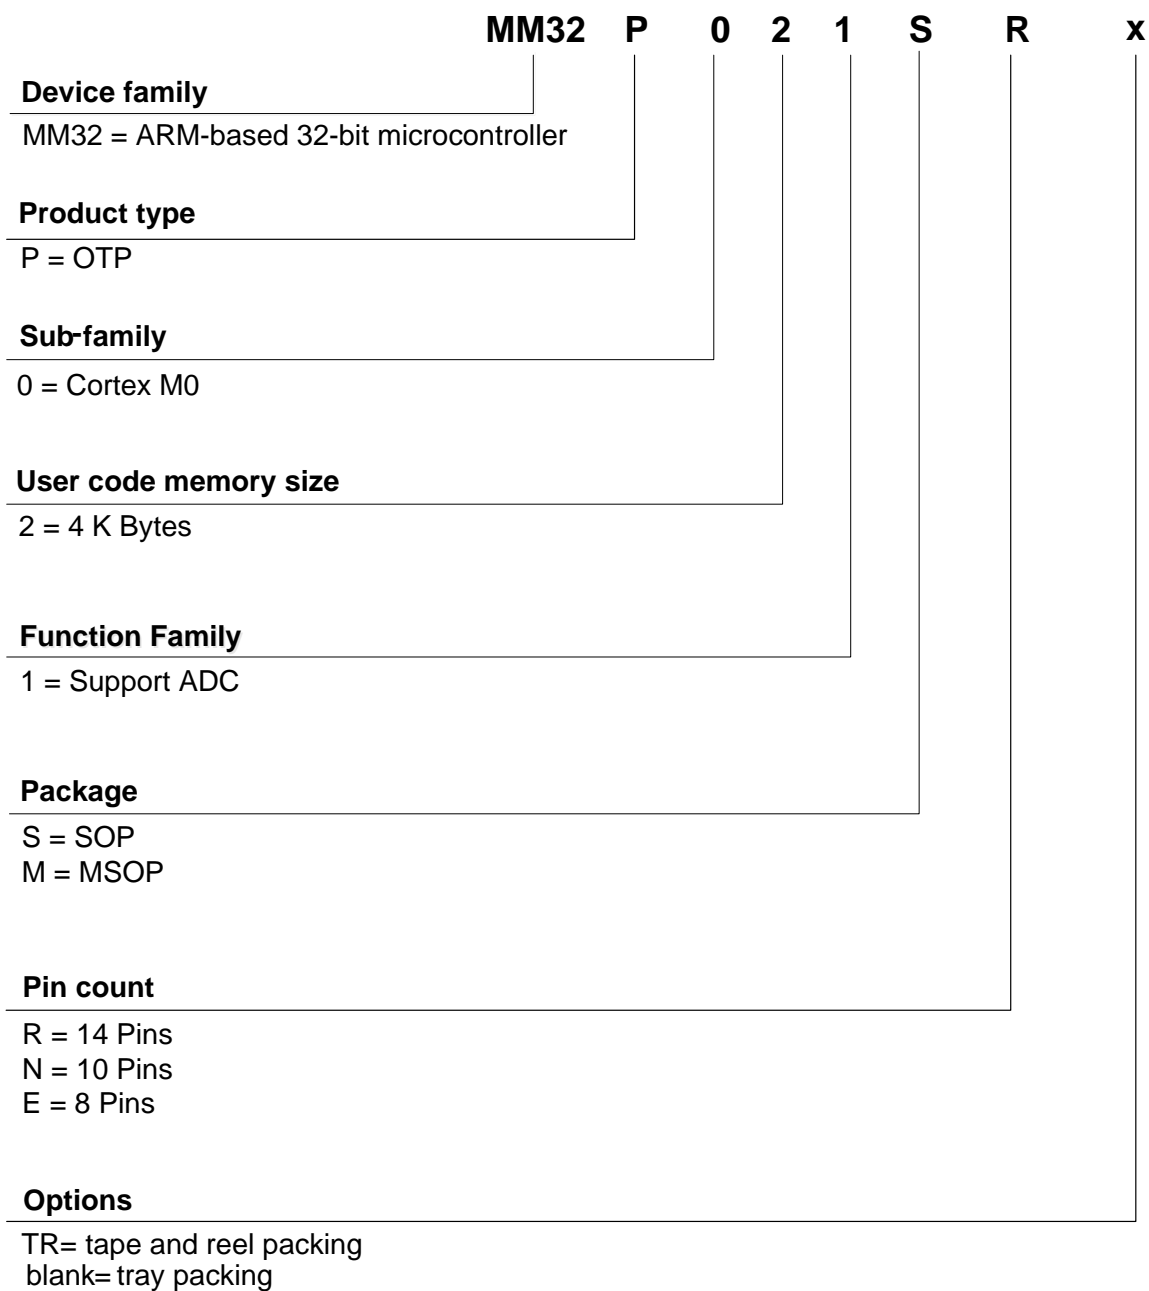 MM32 P 0 2 1 S R x
Device family
MM32 = ARM-based 32-bit microcontroller
Product type
P = OTP
Sub-family
0 = Cortex M0
User code memory size
2 = 4 K Bytes
Function Family
1 = Support ADC
Package
S = SOP
M = MSOP
Pin count
R = 14 Pins
N = 10 Pins
E = 8 Pins
Options
TR= tape and reel packing
blank= tray packing